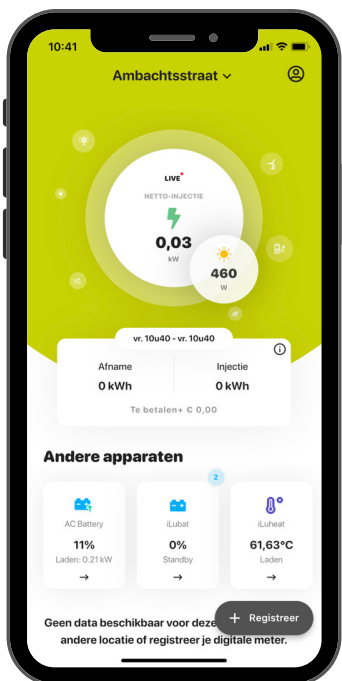 10:41
Ambachtsstraat
LIVE
NETTO-INJECTIE
0,03
kW
460
W
vr. 10u40 - vr. 10u40
Afname
Injectie
0 kWh
0 kWh
Te betalen+ € 0,00
Andere apparaten
2
AC Battery
iLubat
iLuheat
11%
0%
61,63°C
Laden: 0.21 kW
Standby
Laden
Geen data beschikbaar voor deze
+ Registreer
andere locatie of registreer je digitale meter.